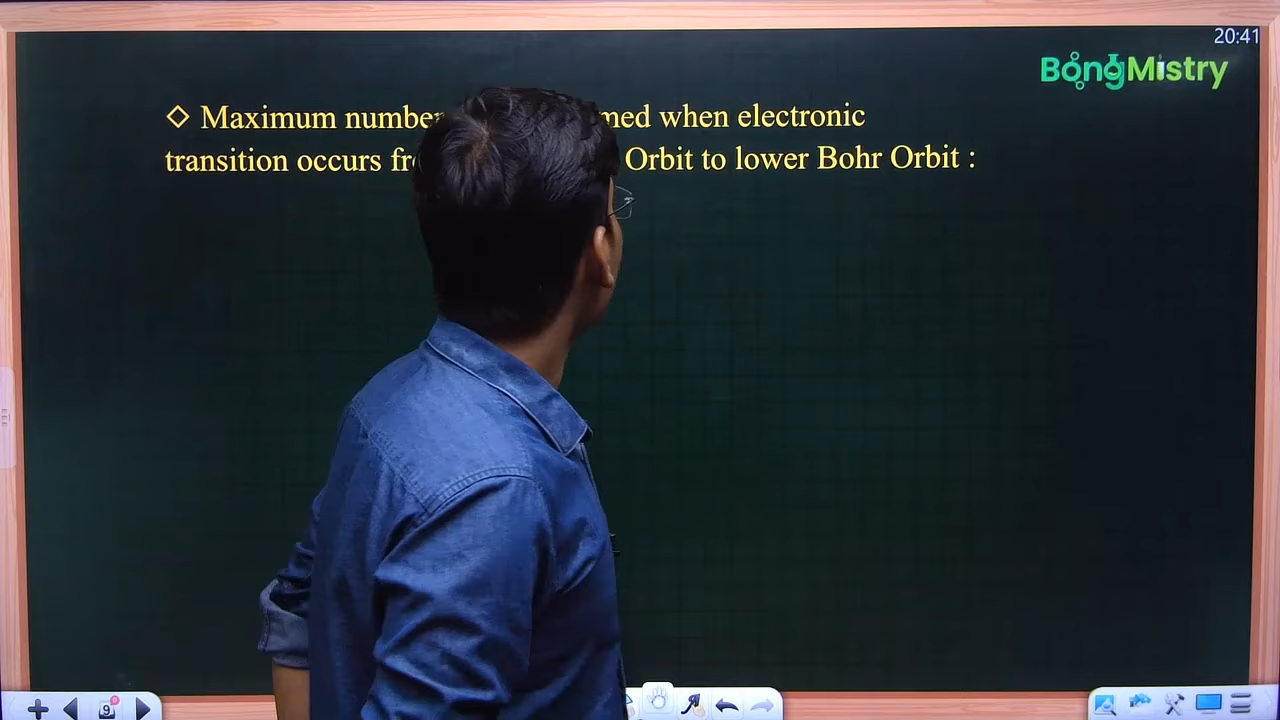 20:41
BongMistry
◇ Maximum number med when electronic
transition occurs fr Orbit to lower Bohr Orbit :
9